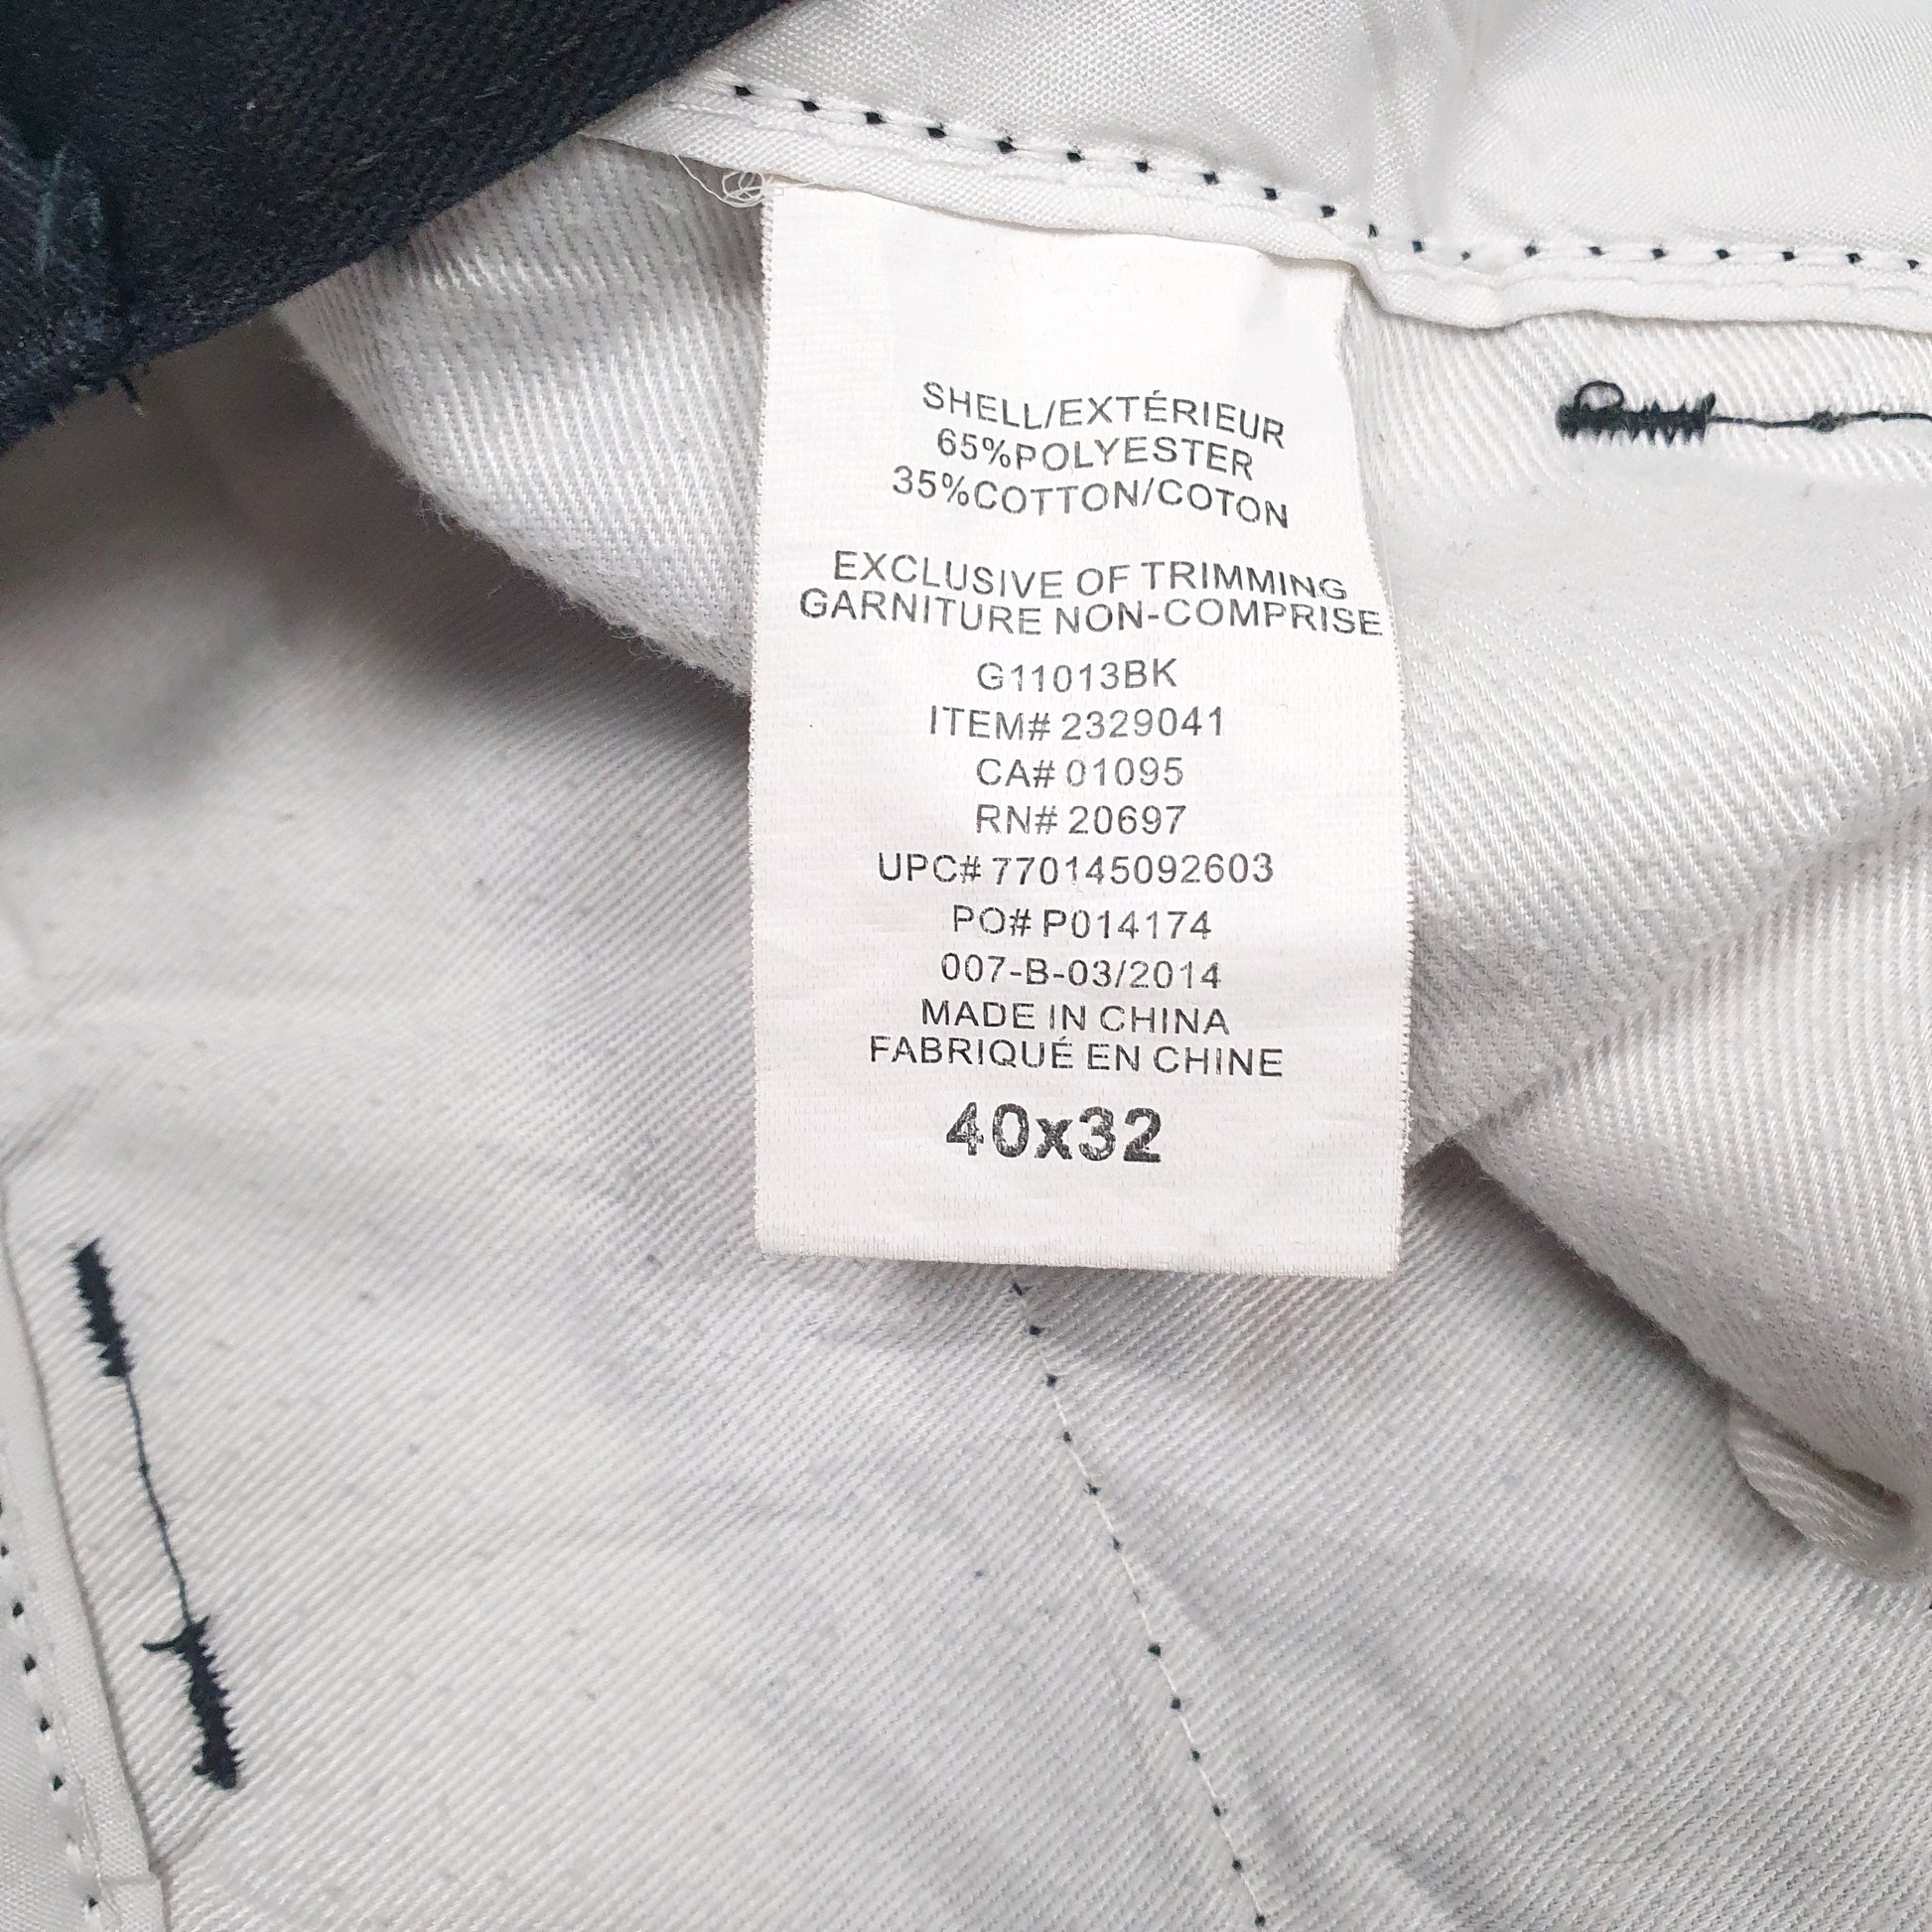 SHELL/EXTÉRIEUR
65%POLYESTER
35%COTTON/COTON
EXCLUSIVE OF TRIMMING
GARNITURE NON-COMPRISE
G11013BK
ITEM# 2329041
CA# 01095
RN# 20697
UPC# 770145092603
PO# P014174
007-B-03/2014
MADE IN CHINA
FABRIQUÉ EN CHINE
40x32